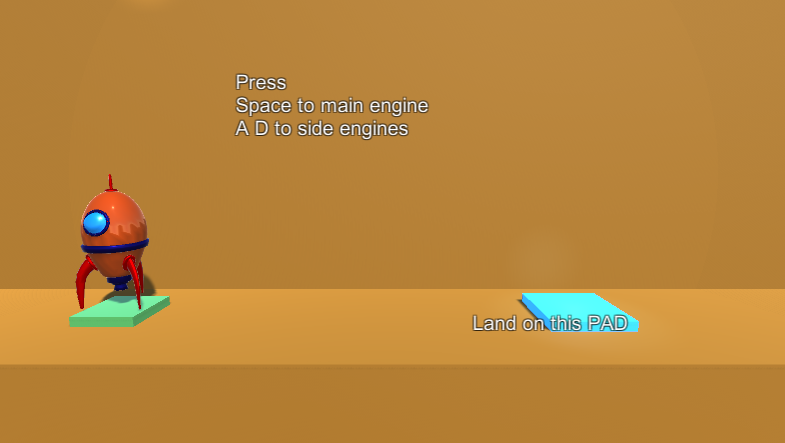 Press
Space to main engine
A D to side engines
Land on this PAD